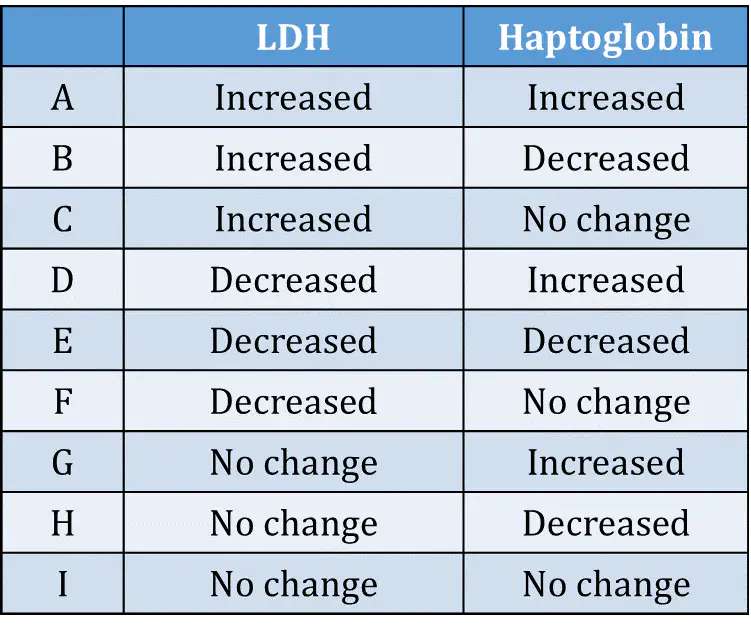 LDH Haptoglobin
A Increased Increased
B Increased Decreased
C Increased No change
D Decreased Increased
E Decreased Decreased
F Decreased No change
G No change Increased
H No change Decreased
I No change No change